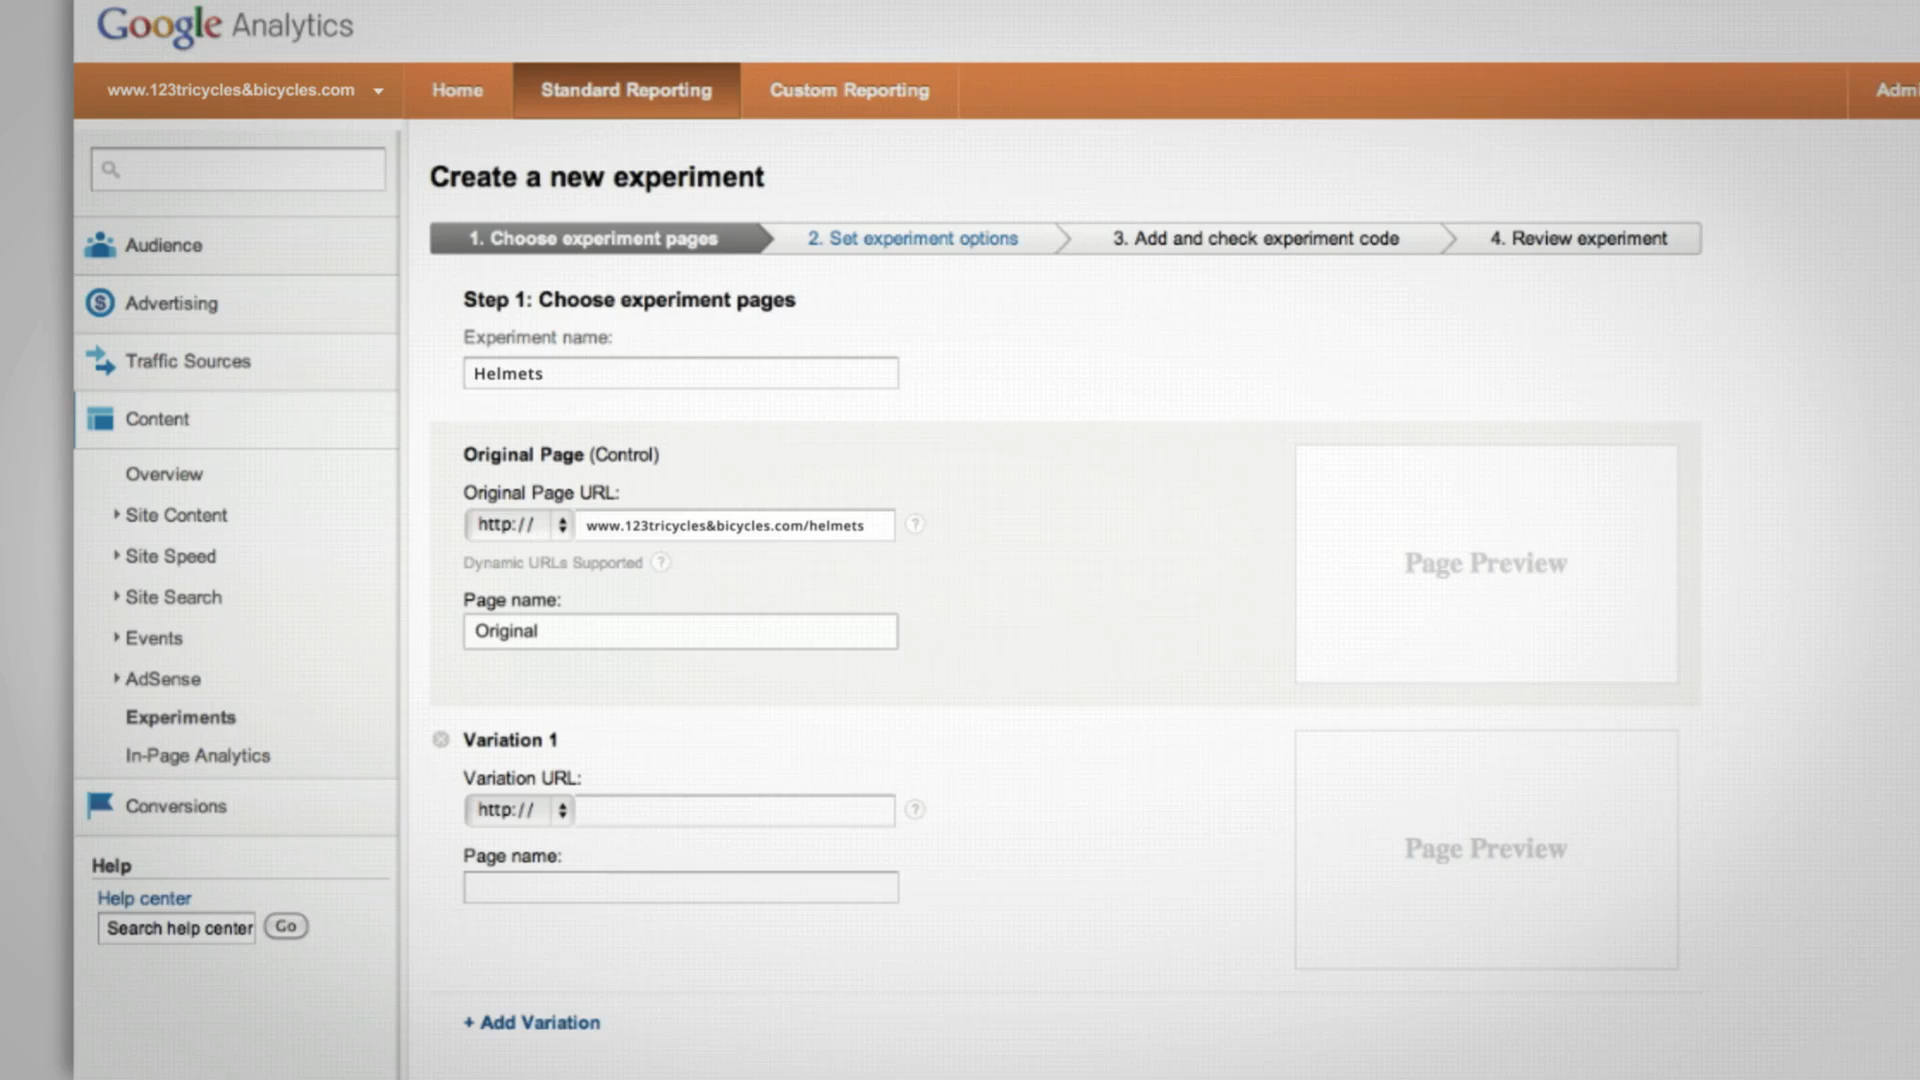 Google Analytics
www.123tricycles&bicycles.com
Home
Standard Reporting
Custom Reporting
Create a new experiment
1. Choose experiment pages
2. Set experiment options
3. Add and check experiment code
4. Review experiment
Audience
Advertising
Traffic Sources
Content
Overview
Site Content
Site Speed
Site Search
Events
AdSense
Experiments
In-Page Analytics
Conversions
Help
Help center
Search help center
Go
Step 1: Choose experiment pages
Experiment name:
Helmets
Original Page (Control)
Original Page URL:
http:// www.123tricycles&bicycles.com/helmets ?
Dynamic URLs Supported ?
Page name:
Original
Page Preview
Variation 1
Variation URL:
http:// ?
Page name:
Page Preview
+ Add Variation